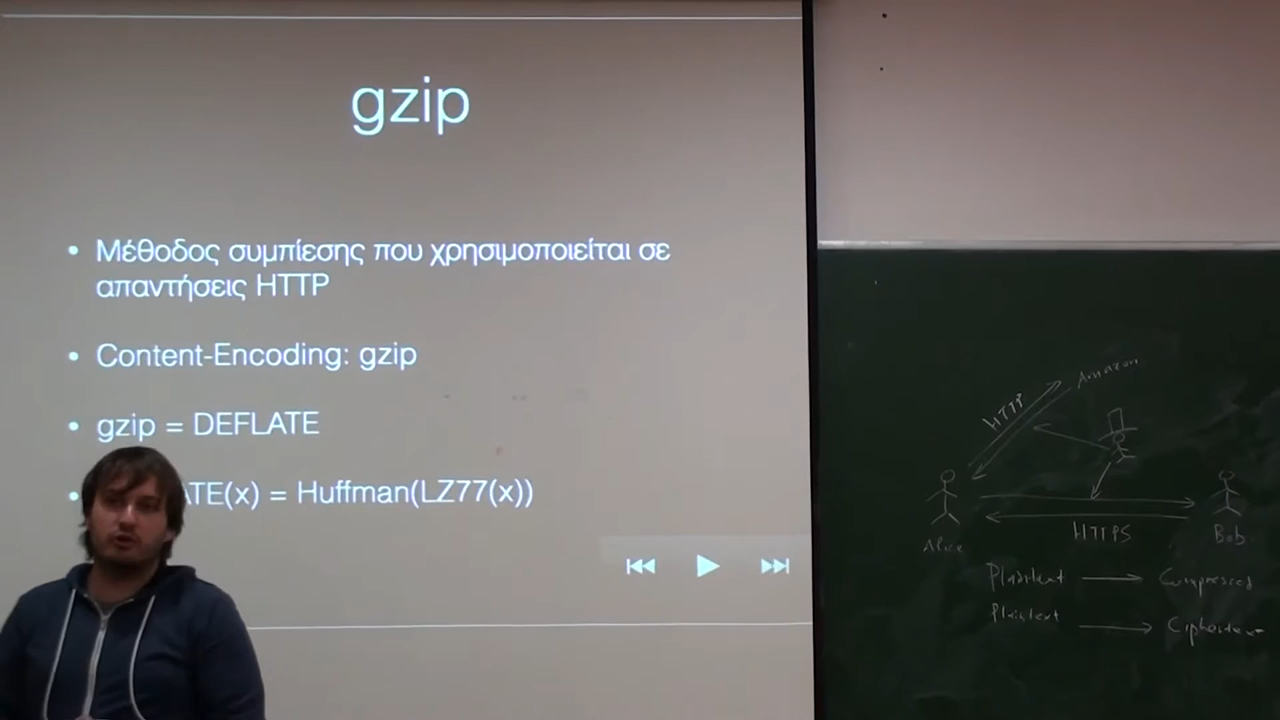 gzip
• Μέθοδος συμπίεσης που χρησιμοποιείται σε
απαντήσεις HTTP
• Content-Encoding: gzip
• gzip = DEFLATE
• ATE(x) = Huffman(LZ77(x))
Amazon
HTTP
HTTPS
Alice
Bob
Plaintext → Compressed
Plaintext → Ciphertext